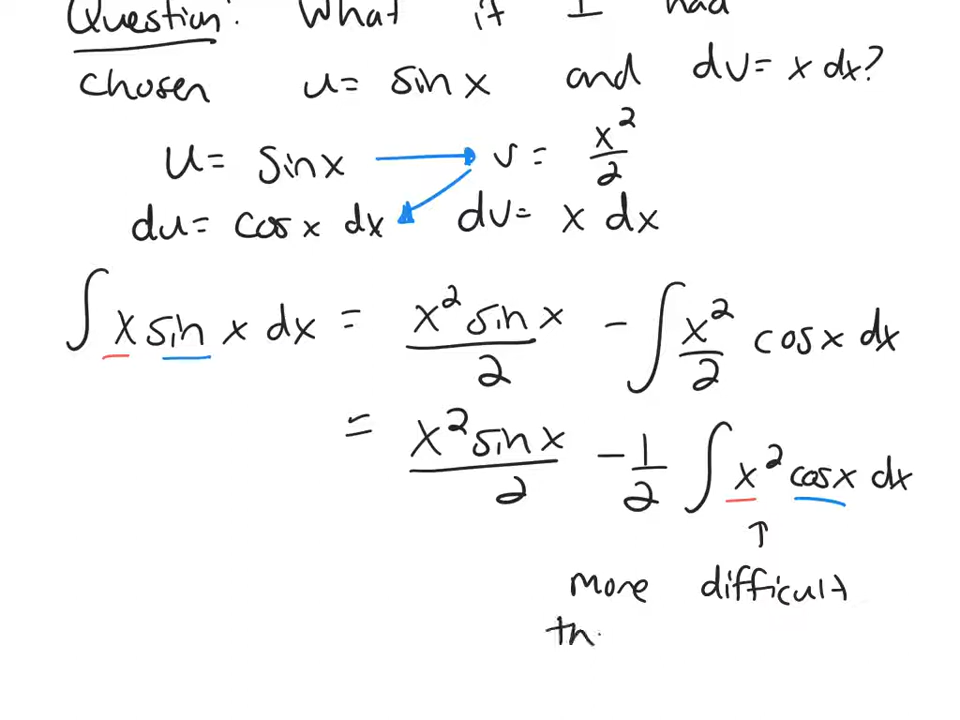 Question: What if I had
chosen u = sin x and dv = x dx?
u = sin x v = x²/2
du = cos x dx dv = x dx
∫ x sin x dx = x² sin x / 2 - ∫ x²/2 cos x dx
= x² sin x / 2 - 1/2 ∫ x² cos x dx
↑
more difficult
th